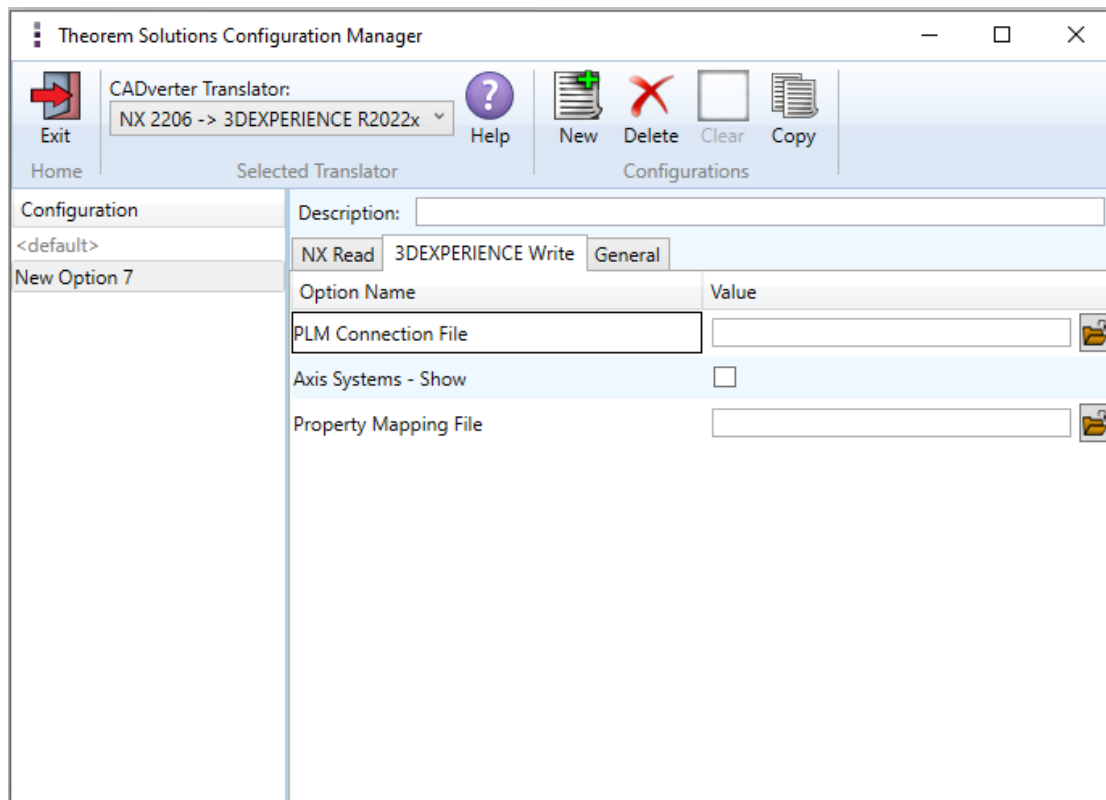 Theorem Solutions Configuration Manager
CADverter Translator:
NX 2206 -> 3DEXPERIENCE R2022x
Exit
Help
New
Delete
Clear
Copy
Home
Selected Translator
Configurations
Configuration
<default>
New Option 7
Description:
NX Read
3DEXPERIENCE Write
General
Option Name
Value
PLM Connection File
Axis Systems - Show
Property Mapping File